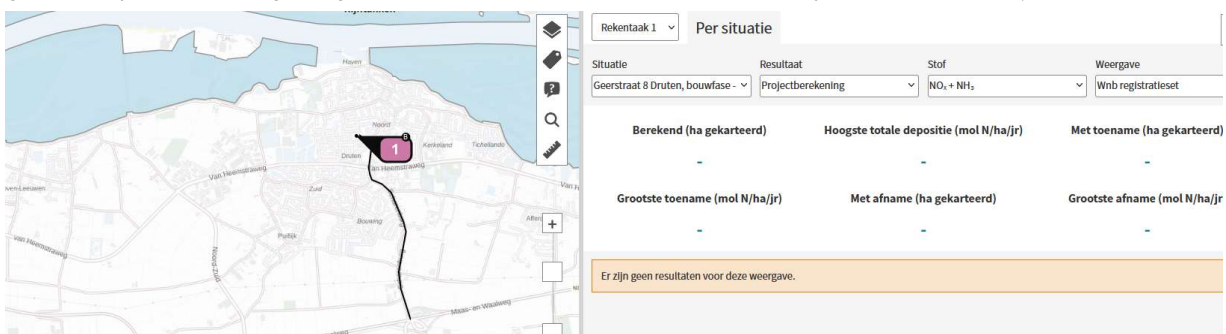 Haven
Noord
1
B
Kerkeland
Tichellande
Druten
van Heemstraweg
Van Heemstraweg
Zuid
Bouwing
Puiflijk
van Heemstraweg
Noord-Zuid
Maas- en Waalweg
+
Rekentaak 1
Per situatie
Situatie
Resultaat
Stof
Weergave
Geerstraat 8 Druten, bouwfase -
Projectberekening
NOₓ + NH₃
Wnb registratieset
Berekend (ha gekarteerd)
Hoogste totale depositie (mol N/ha/jr)
Met toename (ha gekarteerd)
-
-
-
Grootste toename (mol N/ha/jr)
Met afname (ha gekarteerd)
Grootste afname (mol N/ha/jr
-
-
-
Er zijn geen resultaten voor deze weergave.